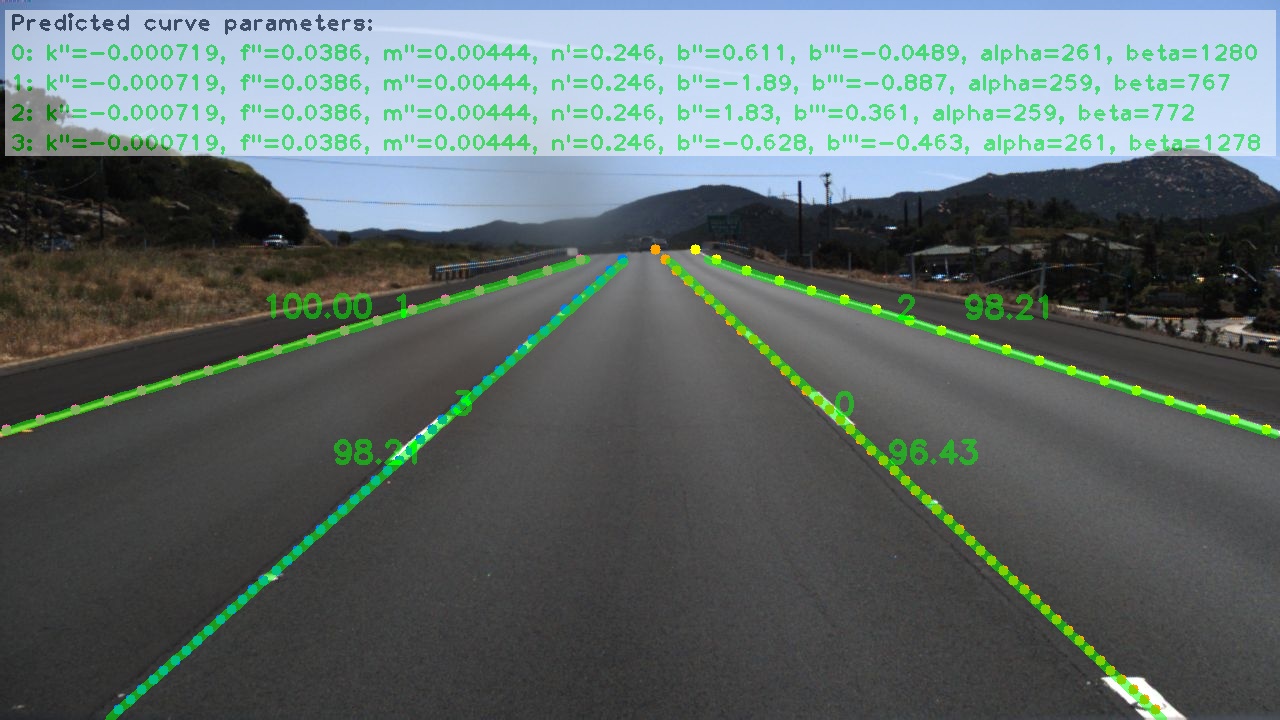 Predicted curve parameters:
0: k''=-0.000719, f''=0.0386, m''=0.00444, n'=0.246, b''=0.611, b'''=-0.0489, alpha=261, beta=1280
1: k''=-0.000719, f''=0.0386, m''=0.00444, n'=0.246, b''=-1.89, b'''=-0.887, alpha=259, beta=767
2: k''=-0.000719, f''=0.0386, m''=0.00444, n'=0.246, b''=1.83, b'''=0.361, alpha=259, beta=772
3: k''=-0.000719, f''=0.0386, m''=0.00444, n'=0.246, b''=-0.628, b'''=-0.463, alpha=261, beta=1278
100.00 1 2 98.21
3 0
98.21 96.43